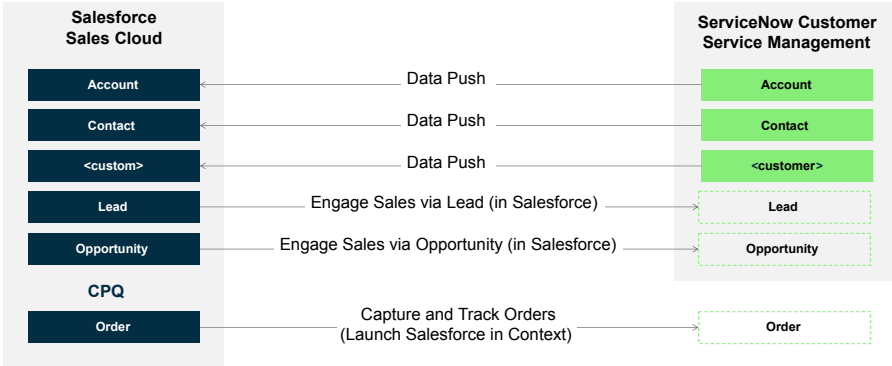 Salesforce
Sales Cloud
ServiceNow Customer
Service Management
Account
Data Push
Account
Contact
Data Push
Contact
<custom>
Data Push
<customer>
Lead
Engage Sales via Lead (in Salesforce)
Lead
Opportunity
Engage Sales via Opportunity (in Salesforce)
Opportunity
CPQ
Order
Capture and Track Orders
(Launch Salesforce in Context)
Order